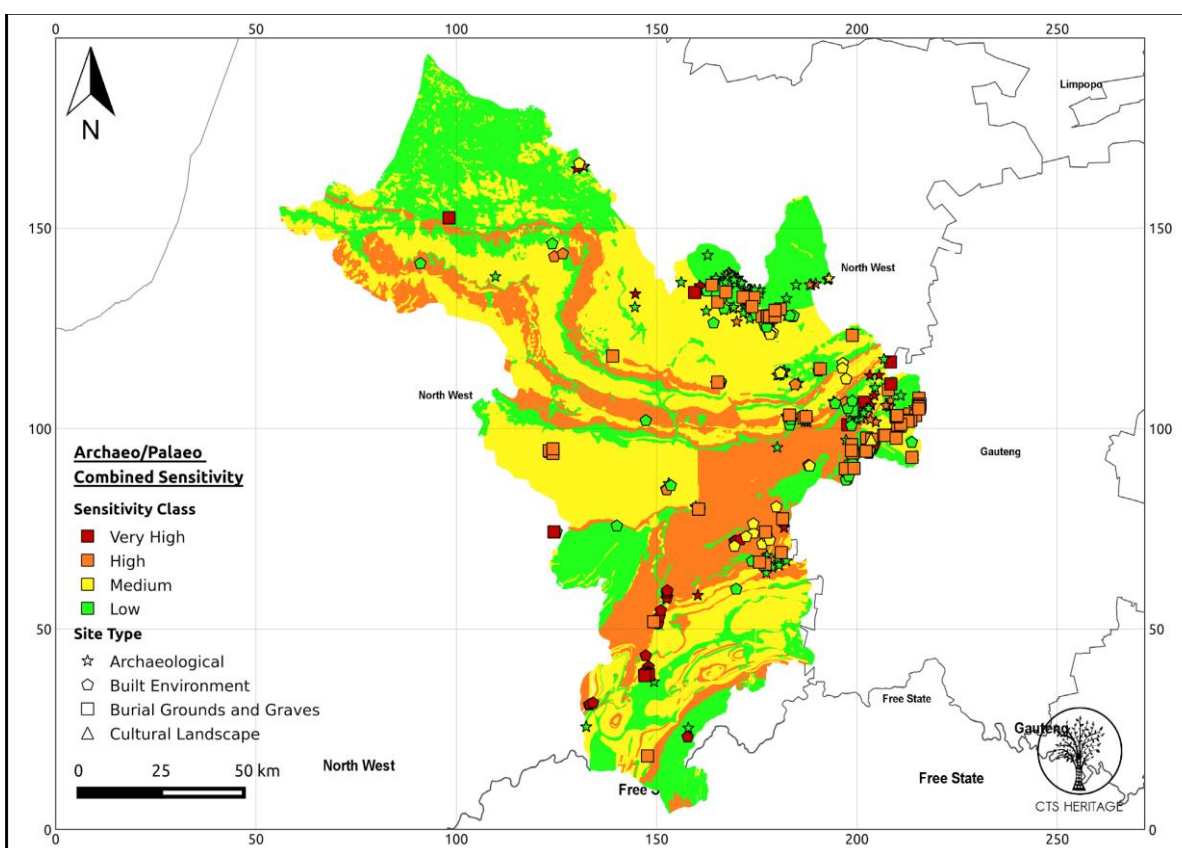 0 50 100 150 200 250
Limpopo
N
150 150
North West
North West
100 100
Gauteng
Archaeo/Palaeo
Combined Sensitivity
Sensitivity Class
Very High
High
Medium
Low
Site Type
Archaeological
Built Environment
Burial Grounds and Graves
Cultural Landscape
50 50
0 25 50 km
North West
Free S
Free State
Gauteng
Free State
CTS HERITAGE
0 0
0 50 100 150 200 250